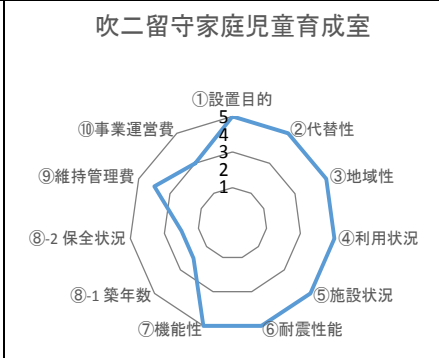 吹二留守家庭児童育成室
①設置目的
②代替性
③地域性
④利用状況
⑤施設状況
⑥耐震性能
⑦機能性
⑧-1 築年数
⑧-2 保全状況
⑨維持管理費
⑩事業運営費
5
4
3
2
1